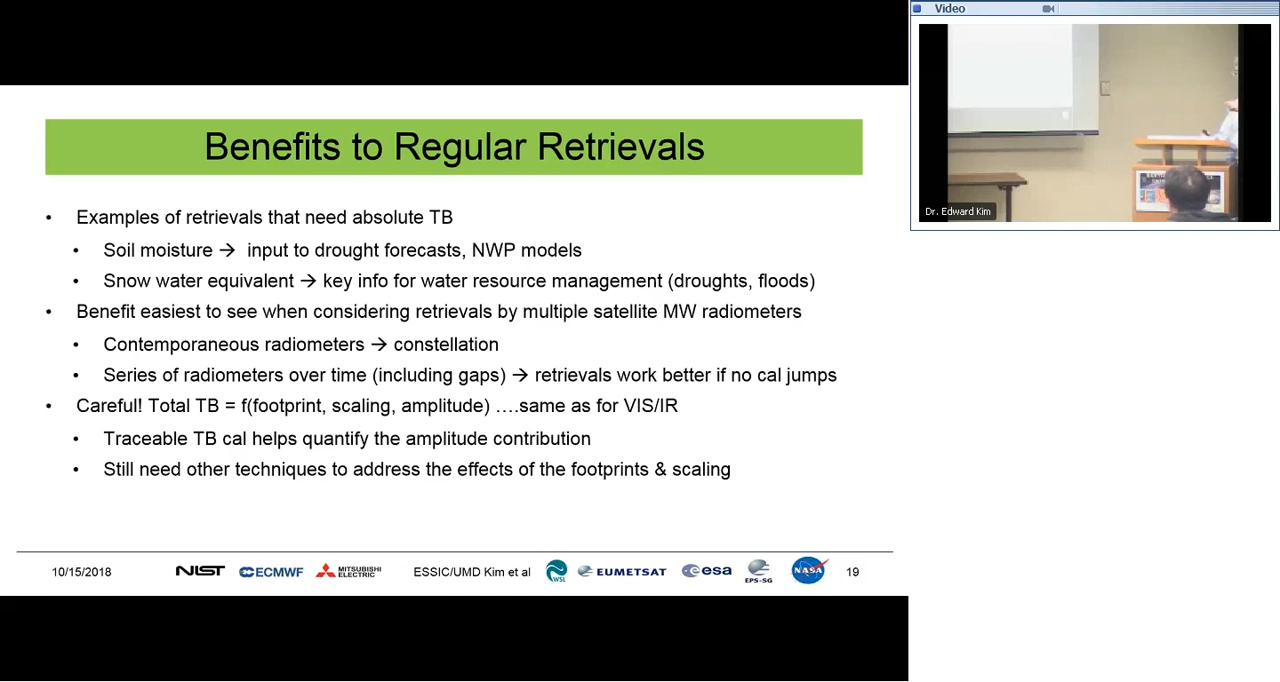 Video
Dr. Edward Kim
Benefits to Regular Retrievals
• Examples of retrievals that need absolute TB
• Soil moisture → input to drought forecasts, NWP models
• Snow water equivalent → key info for water resource management (droughts, floods)
• Benefit easiest to see when considering retrievals by multiple satellite MW radiometers
• Contemporaneous radiometers → constellation
• Series of radiometers over time (including gaps) → retrievals work better if no cal jumps
• Careful! Total TB = f(footprint, scaling, amplitude) ….same as for VIS/IR
• Traceable TB cal helps quantify the amplitude contribution
• Still need other techniques to address the effects of the footprints & scaling
10/15/2018 NIST ECMWF MITSUBISHI ELECTRIC ESSIC/UMD Kim et al WSL EUMETSAT esa EPS-SG NASA 19